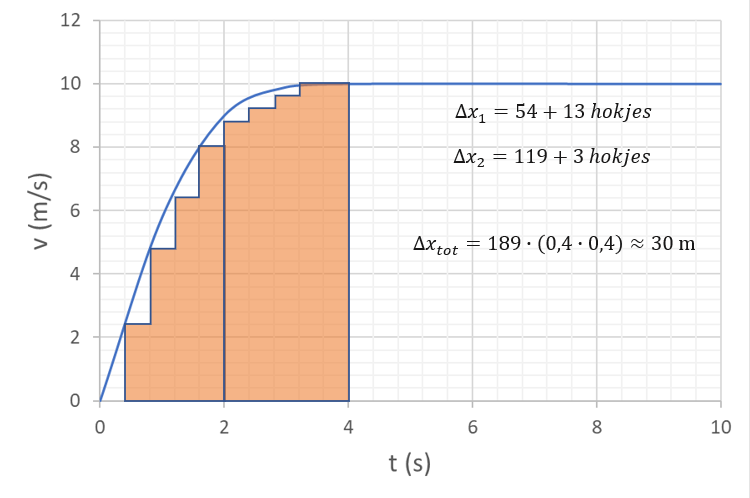 12
10
8
6
4
2
0
v (m/s)
Δx₁ = 54 + 13 hokjes
Δx₂ = 119 + 3 hokjes
Δxₜₒₜ = 189 · (0,4 · 0,4) ≈ 30 m
0 2 4 6 8 10
t (s)